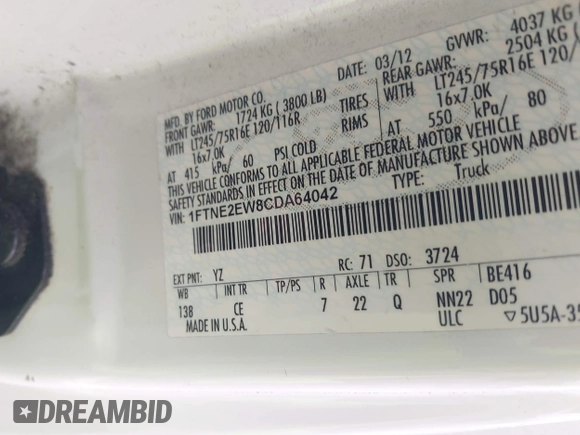 MFD. BY FORD MOTOR CO.
DATE: 03/12 GVWR: 4037 KG
FRONT GAWR: 1724 KG ( 3800 LB) REAR GAWR: 2504 KG
WITH LT245/75R16E 120/116R TIRES WITH LT245/75R16E 120/
16x7.0K RIMS 16x7.0K
AT 415 kPa/ 60 PSI COLD AT 550 kPa/ 80
THIS VEHICLE CONFORMS TO ALL APPLICABLE FEDERAL MOTOR VEHICLE
SAFETY STANDARDS IN EFFECT ON THE DATE OF MANUFACTURE SHOWN ABOVE.
VIN: 1FTNE2EW8CDA64042 TYPE: Truck
EXT PNT: YZ RC: 71 DSO: 3724
WB INT TR TP/PS R AXLE TR SPR BE416
138 CE 7 22 Q NN22 D05
MADE IN U.S.A. ULC ▽5U5A-35
DREAMBID